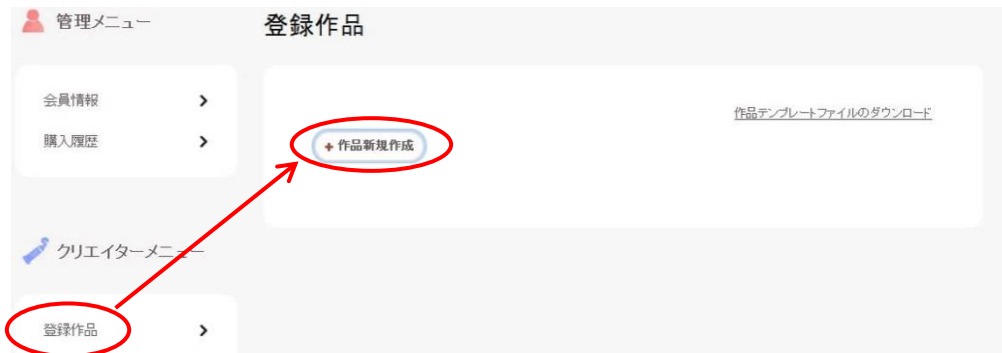 管理メニュー
会員情報
購入履歴
クリエイターメニュー
登録作品
登録作品
作品テンプレートファイルのダウンロード
+ 作品新規作成